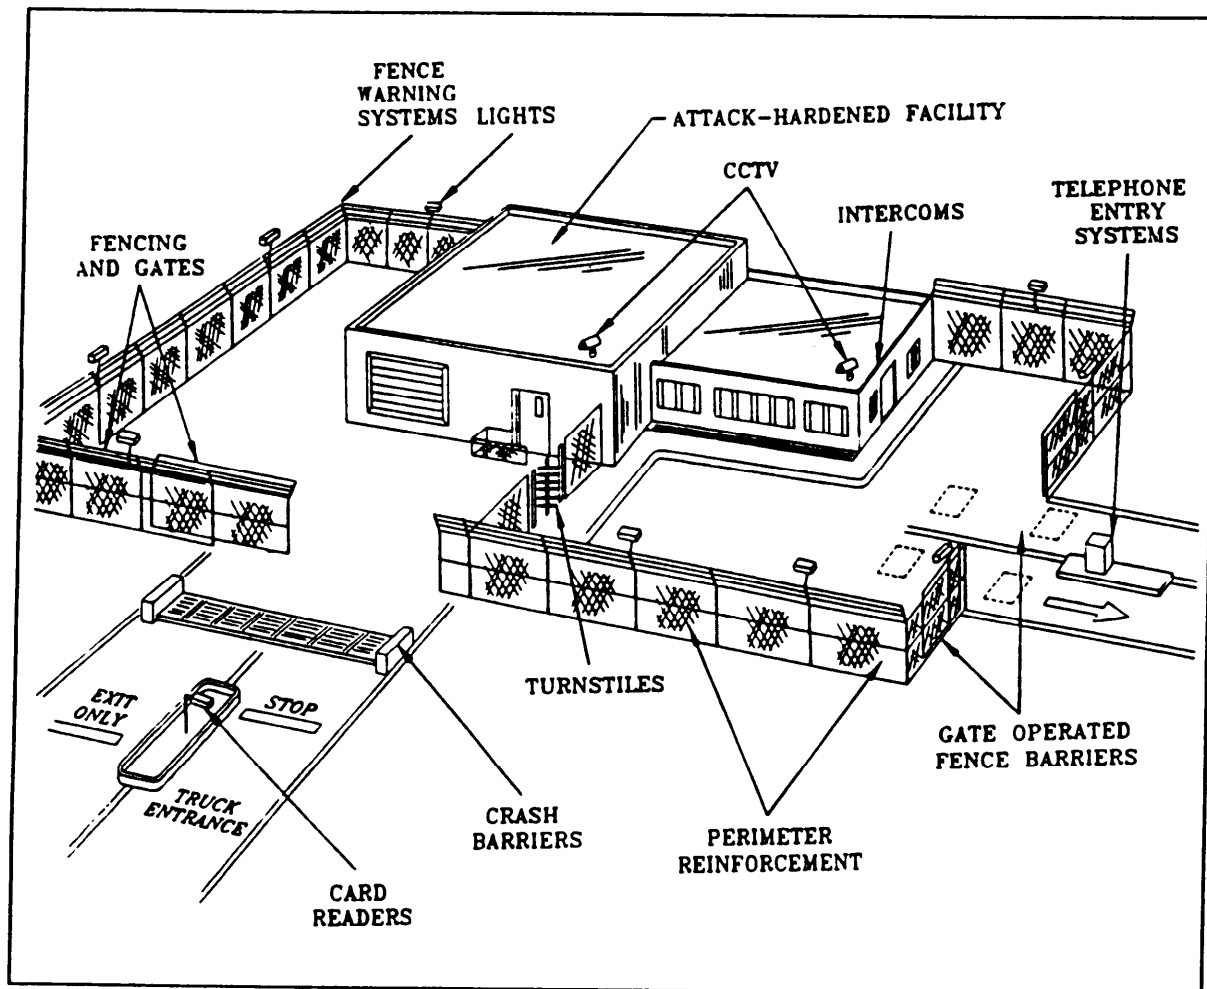 FENCE
WARNING
SYSTEMS LIGHTS
ATTACK-HARDENED FACILITY
CCTV
INTERCOMS
TELEPHONE
ENTRY
SYSTEMS
FENCING
AND GATES
TURNSTILES
GATE OPERATED
FENCE BARRIERS
EXIT
ONLY
STOP
TRUCK
ENTRANCE
CRASH
BARRIERS
PERIMETER
REINFORCEMENT
CARD
READERS